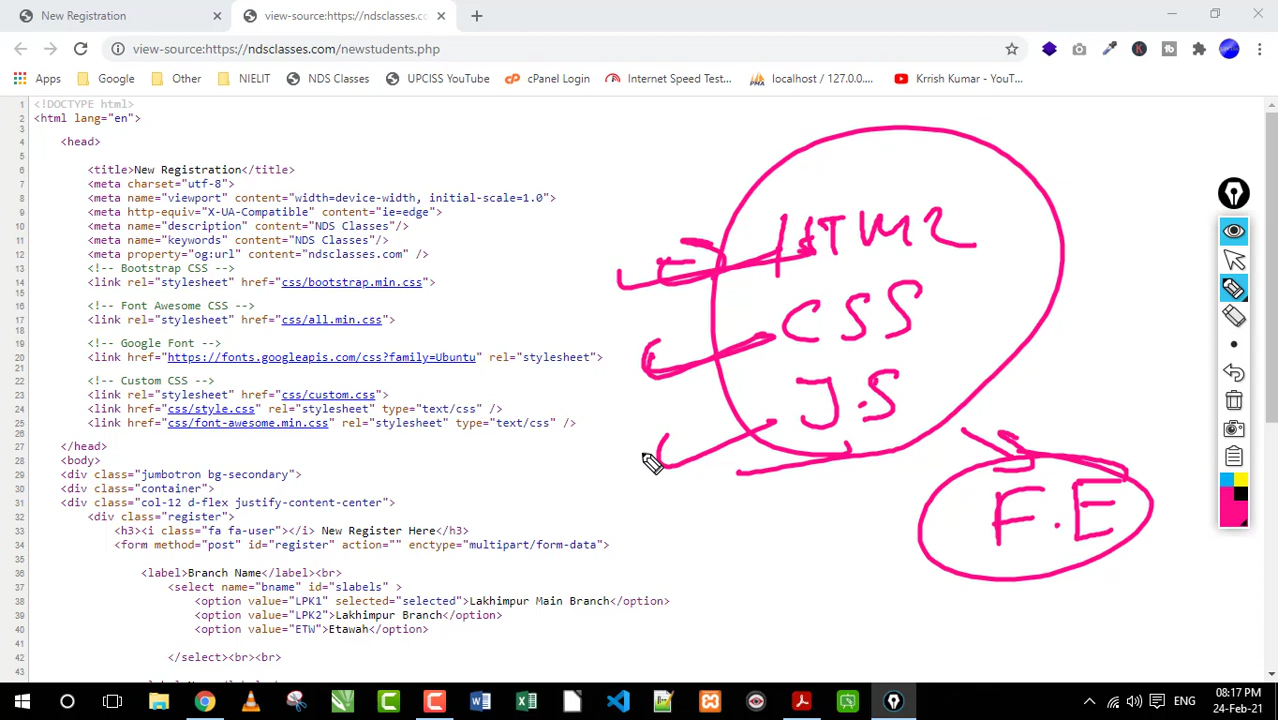 New Registration
view-source:https://ndsclasses.com
view-source:https://ndsclasses.com/newstudents.php
Apps Google Other NIELIT NDS Classes UPCISS YouTube cPanel Login Internet Speed Test... localhost / 127.0.0.... Krrish Kumar - YouT...
1 <!DOCTYPE html>
2 <html lang="en">
3
4 <head>
5
6 <title>New Registration</title>
7 <meta charset="utf-8">
8 <meta name="viewport" content="width=device-width, initial-scale=1.0">
9 <meta http-equiv="X-UA-Compatible" content="ie=edge">
10 <meta name="description" content="NDS Classes"/>
11 <meta name="keywords" content="NDS Classes"/>
12 <meta property="og:url" content="ndsclasses.com" />
13 <!-- Bootstrap CSS -->
14 <link rel="stylesheet" href="css/bootstrap.min.css">
15
16 <!-- Font Awesome CSS -->
17 <link rel="stylesheet" href="css/all.min.css">
18
19 <!-- Google Font -->
20 <link href="https://fonts.googleapis.com/css?family=Ubuntu" rel="stylesheet">
21
22 <!-- Custom CSS -->
23 <link rel="stylesheet" href="css/custom.css">
24 <link href="css/style.css" rel="stylesheet" type="text/css" />
25 <link href="css/font-awesome.min.css" rel="stylesheet" type="text/css" />
26
27 </head>
28 <body>
29 <div class="jumbotron bg-secondary">
30 <div class="container">
31 <div class="col-12 d-flex justify-content-center">
32 <div class="register">
33 <h3><i class="fa fa-user"></i> New Register Here</h3>
34 <form method="post" id="register" action="" enctype="multipart/form-data">
35
36 <label>Branch Name</label><br>
37 <select name="bname" id="slabels" >
38 <option value="LPK1" selected="selected">Lakhimpur Main Branch</option>
39 <option value="LPK2">Lakhimpur Branch</option>
40 <option value="ETW">Etawah</option>
41
42 </select><br><br>
43
HTML
CSS
J.S
F.E
ENG
08:17 PM
24-Feb-21